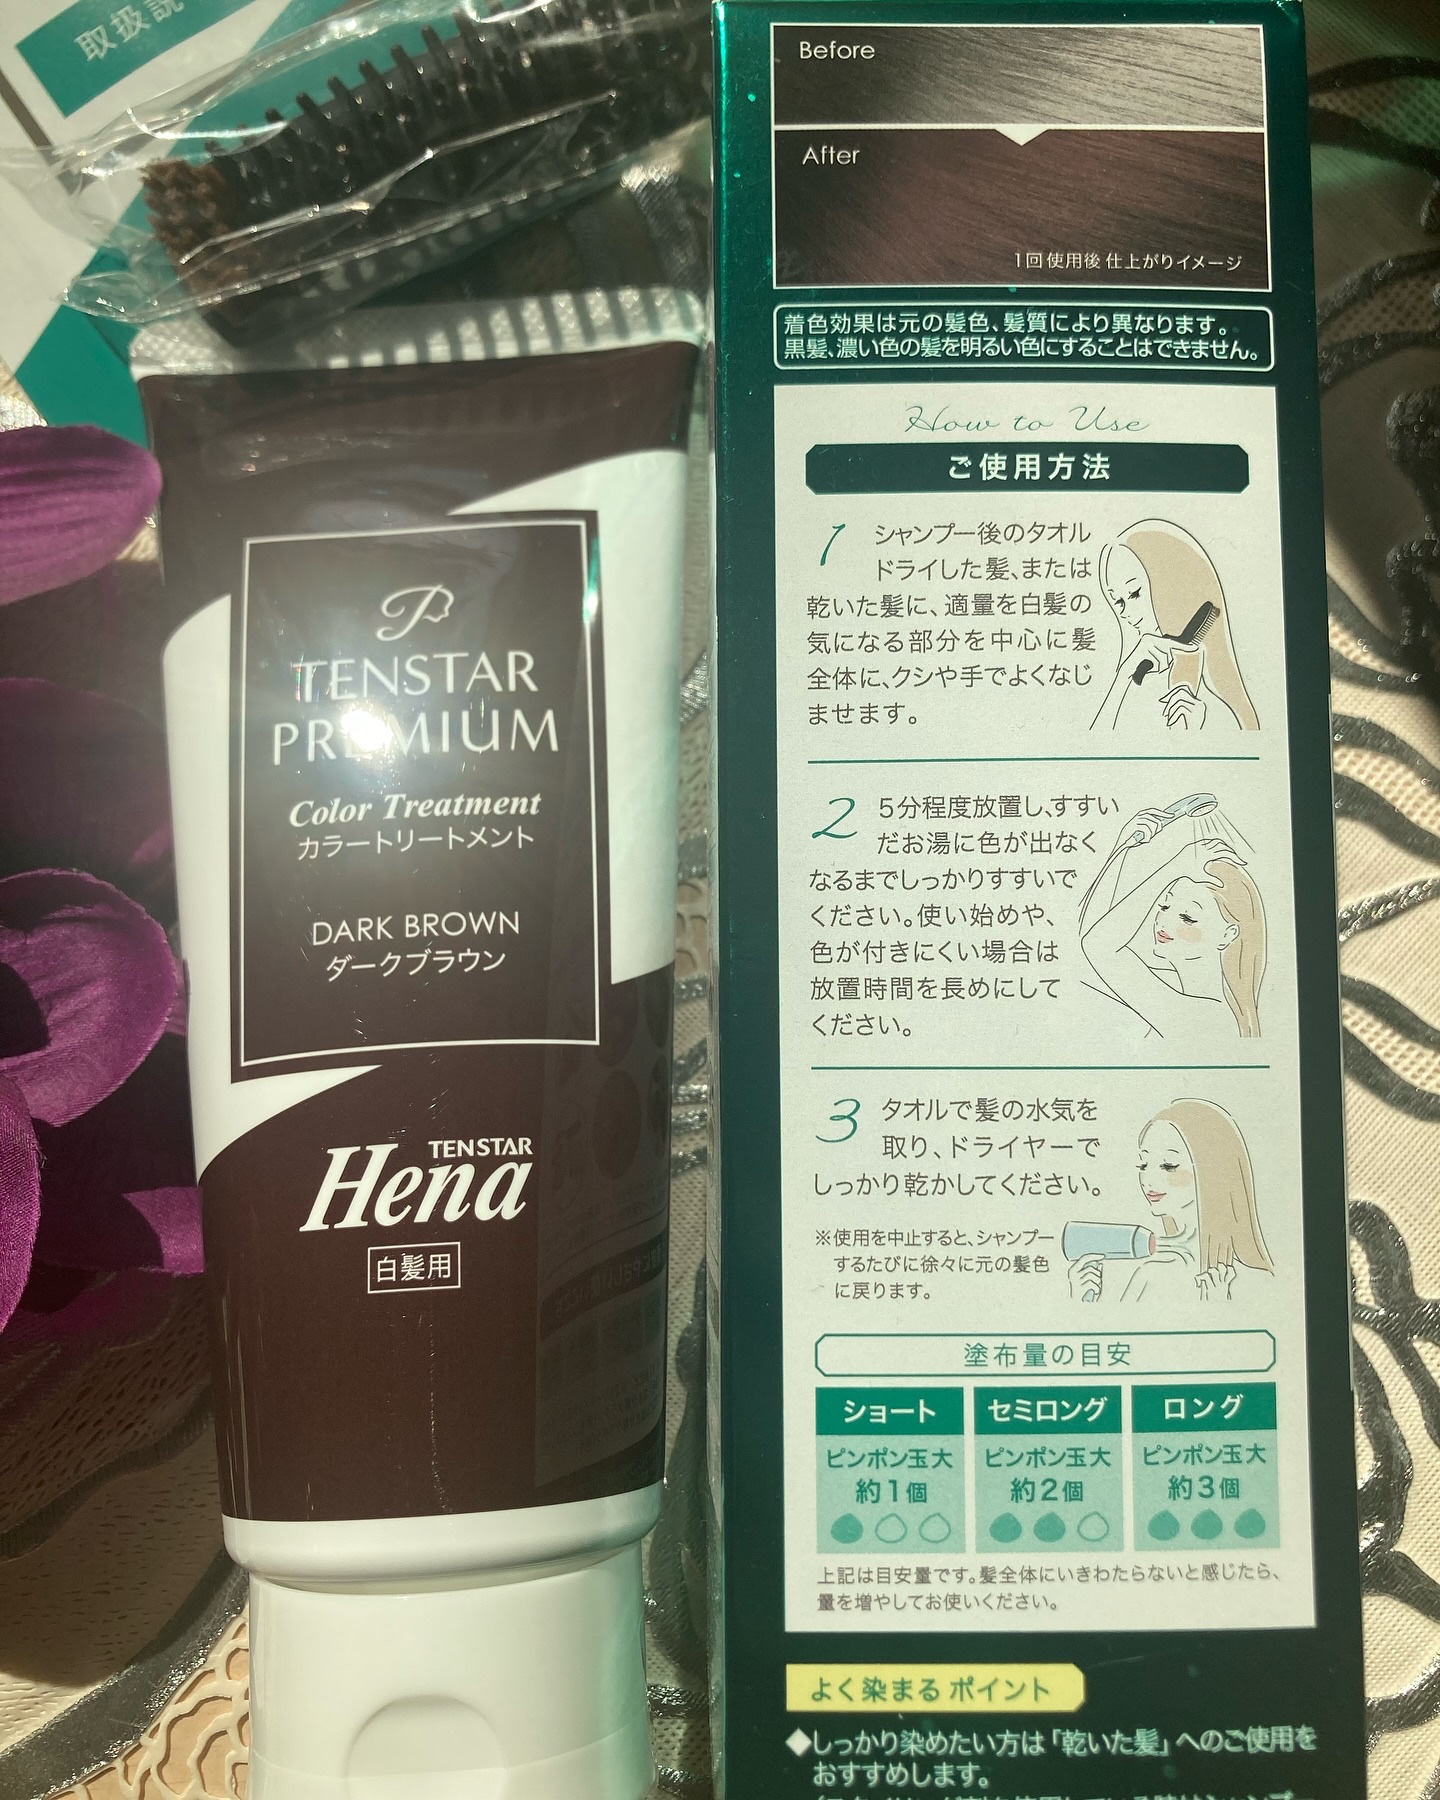 取扱説
TENSTAR
PREMIUM
Color Treatment
カラートリートメント
DARK BROWN
ダークブラウン
TENSTAR
Hena
白髪用
Before
After
1回使用後 仕上がりイメージ
着色効果は元の髪色、髪質により異なります。
黒髪、濃い色の髪を明るい色にすることはできません。
How to Use
ご使用方法
1 シャンプー後のタオル
ドライした髪、または
乾いた髪に、適量を白髪の
気になる部分を中心に髪
全体に、クシや手でよくなじ
ませます。
2 5分程度放置し、すすい
だお湯に色が出なく
なるまでしっかりすすいで
ください。使い始めや、
色が付きにくい場合は
放置時間を長めにして
ください。
3 タオルで髪の水気を
取り、ドライヤーで
しっかり乾かしてください。
※使用を中止すると、シャンプー
するたびに徐々に元の髪色
に戻ります。
塗布量の目安
ショート セミロング ロング
ピンポン玉大 ピンポン玉大 ピンポン玉大
約1個 約2個 約3個
上記は目安量です。髪全体にいきわたらないと感じたら、
量を増やしてお使いください。
よく染まる ポイント
◆しっかり染めたい方は「乾いた髪」へのご使用を
おすすめします。